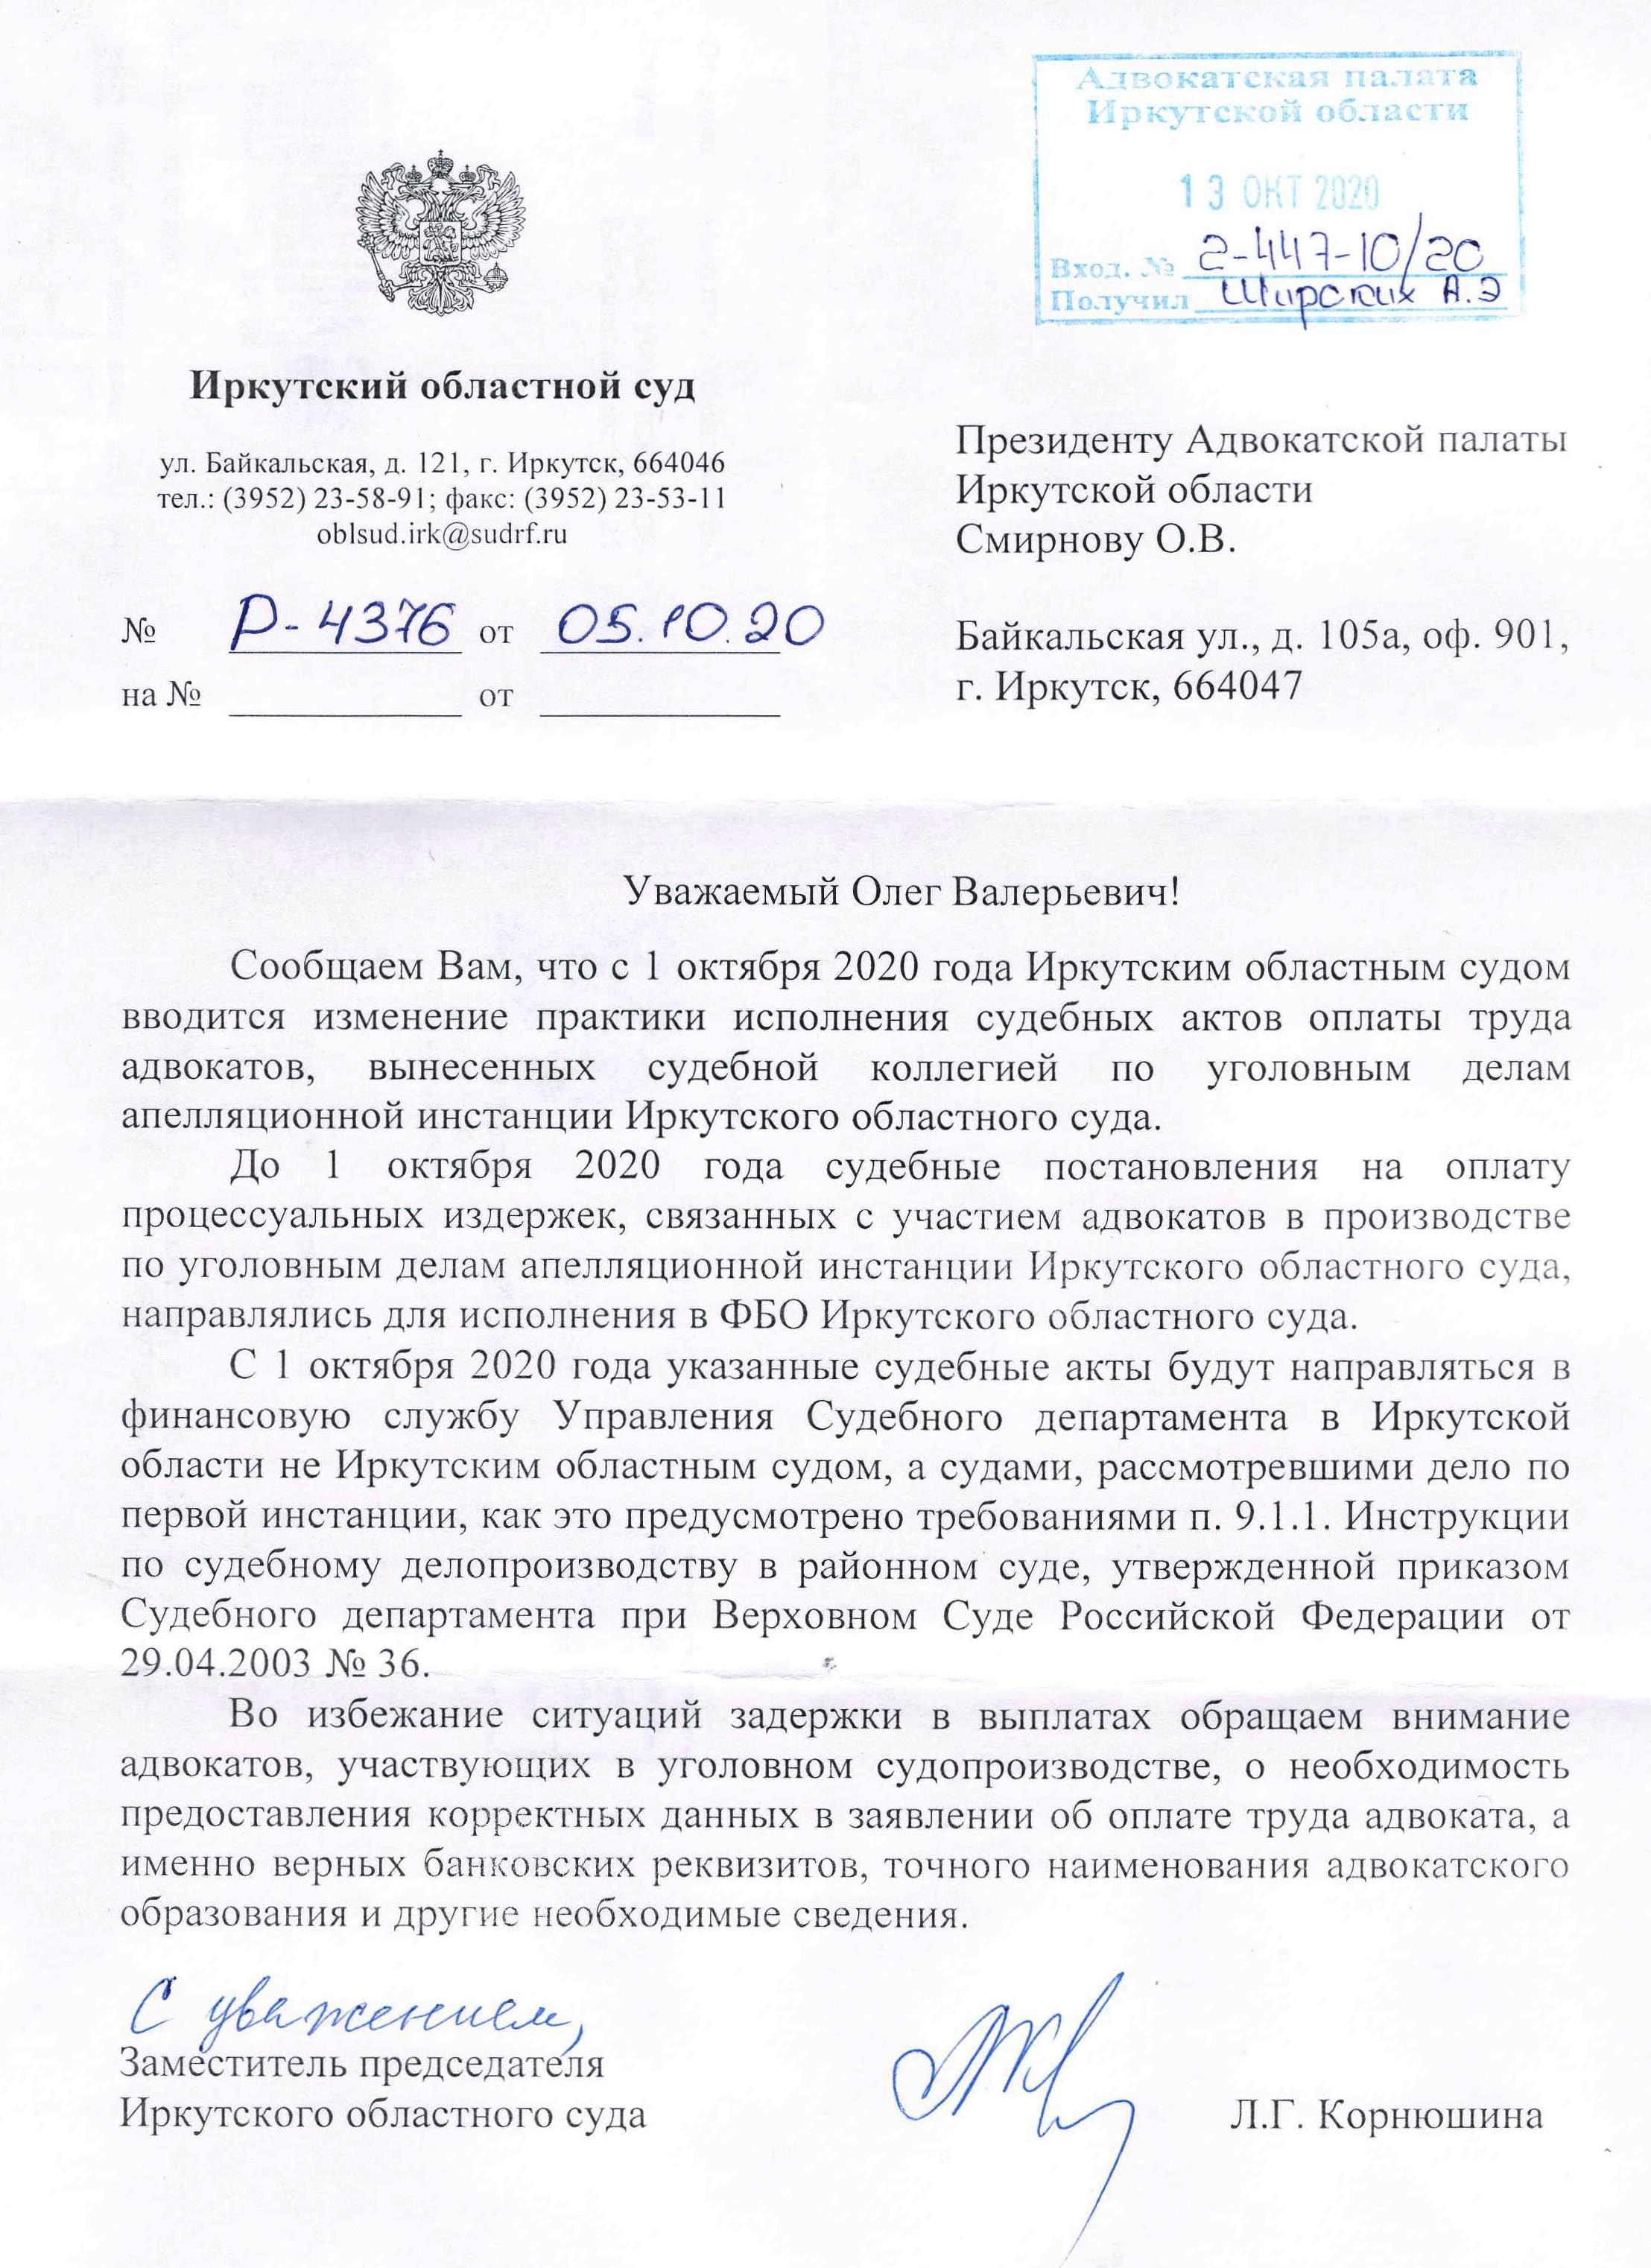 Адвокатская палата
Иркутской области
13 ОКТ 2020
Вход. № 2-447-10/20
Получил Ширских А.Э
Иркутский областной суд
ул. Байкальская, д. 121, г. Иркутск, 664046
тел.: (3952) 23-58-91; факс: (3952) 23-53-11
oblsud.irk@sudrf.ru
№ Р-4376 от 05.10.20
на № от
Президенту Адвокатской палаты
Иркутской области
Смирнову О.В.
Байкальская ул., д. 105а, оф. 901,
г. Иркутск, 664047
Уважаемый Олег Валерьевич!
Сообщаем Вам, что с 1 октября 2020 года Иркутским областным судом
вводится изменение практики исполнения судебных актов оплаты труда
адвокатов, вынесенных судебной коллегией по уголовным делам
апелляционной инстанции Иркутского областного суда.
До 1 октября 2020 года судебные постановления на оплату
процессуальных издержек, связанных с участием адвокатов в производстве
по уголовным делам апелляционной инстанции Иркутского областного суда,
направлялись для исполнения в ФБО Иркутского областного суда.
С 1 октября 2020 года указанные судебные акты будут направляться в
финансовую службу Управления Судебного департамента в Иркутской
области не Иркутским областным судом, а судами, рассмотревшими дело по
первой инстанции, как это предусмотрено требованиями п. 9.1.1. Инструкции
по судебному делопроизводству в районном суде, утвержденной приказом
Судебного департамента при Верховном Суде Российской Федерации от
29.04.2003 № 36.
Во избежание ситуаций задержки в выплатах обращаем внимание
адвокатов, участвующих в уголовном судопроизводстве, о необходимость
предоставления корректных данных в заявлении об оплате труда адвоката, а
именно верных банковских реквизитов, точного наименования адвокатского
образования и другие необходимые сведения.
С уважением,
Заместитель председателя
Иркутского областного суда
Л.Г. Корнюшина